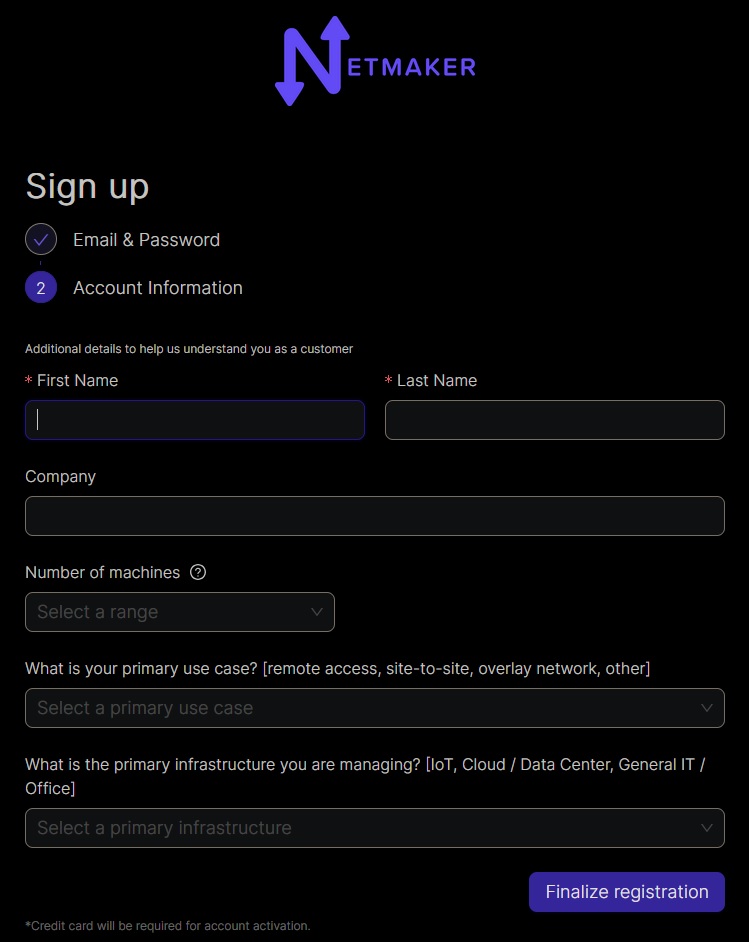 NETMAKER
Sign up
Email & Password
2
Account Information
Additional details to help us understand you as a customer
* First Name
* Last Name
Company
Number of machines ?
Select a range
What is your primary use case? [remote access, site-to-site, overlay network, other]
Select a primary use case
What is the primary infrastructure you are managing? [IoT, Cloud / Data Center, General IT /
Office]
Select a primary infrastructure
Finalize registration
*Credit card will be required for account activation.